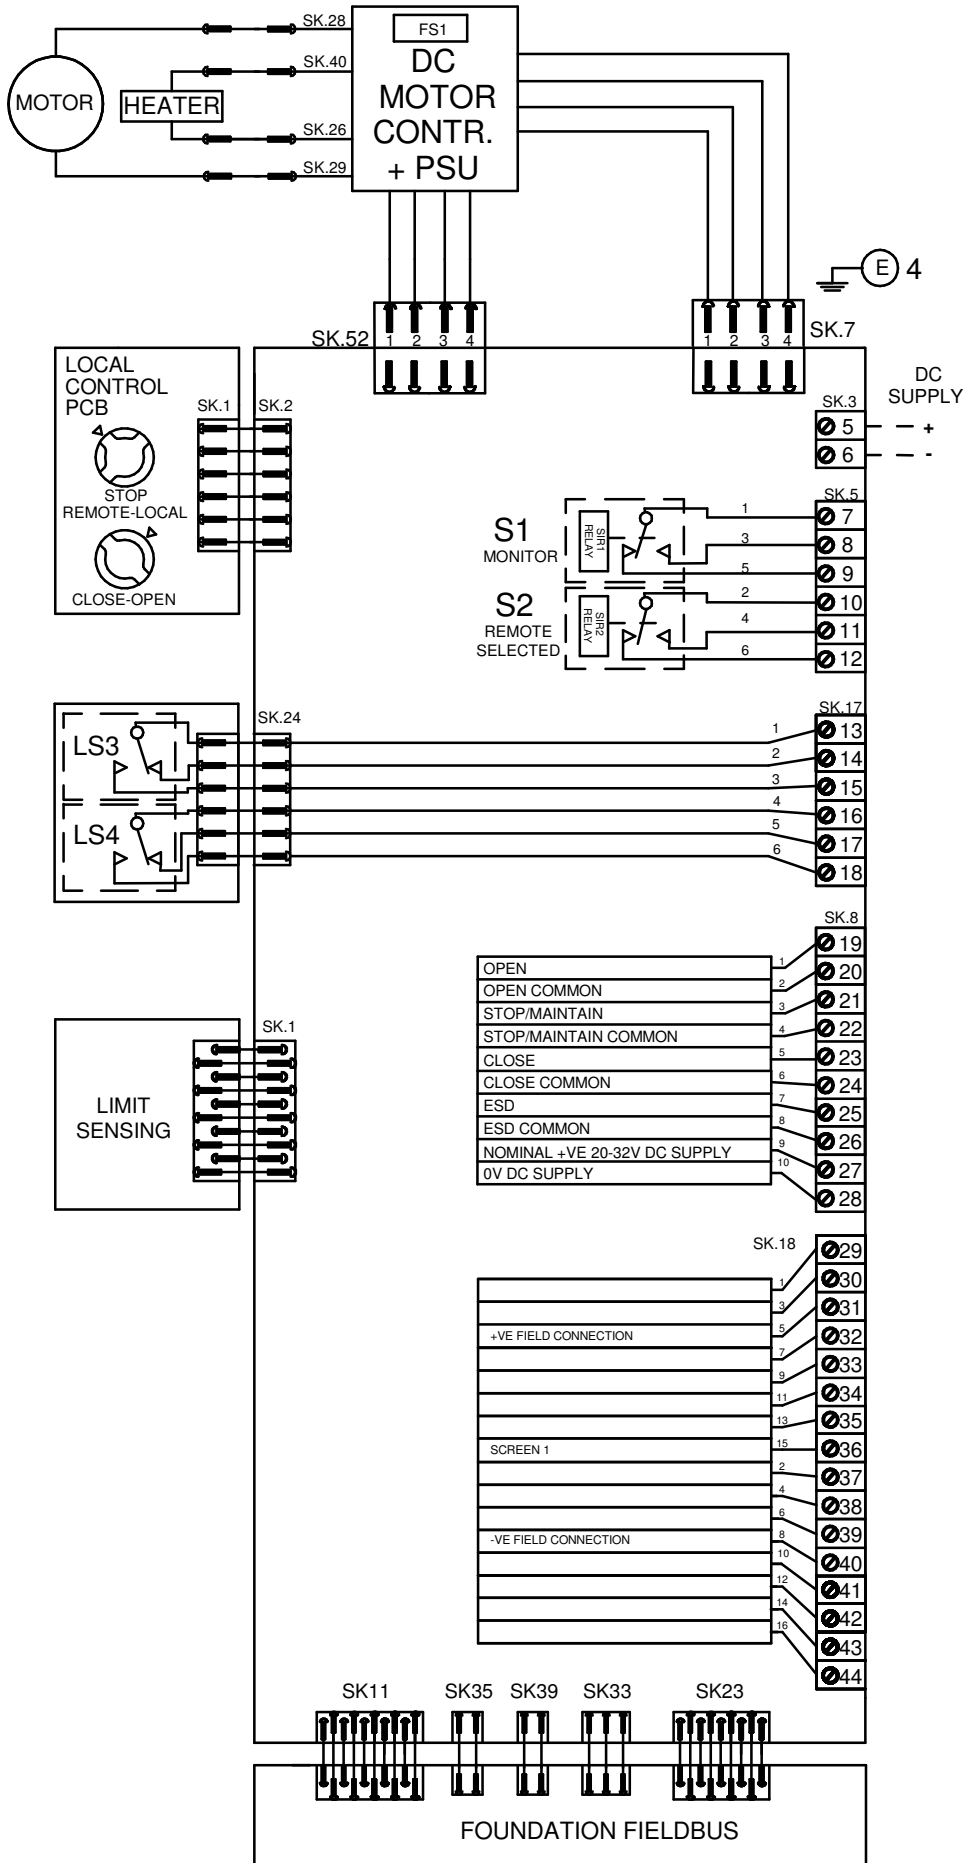 SK.28
FS1
SK.40
DC
MOTOR
CONTR.
+ PSU
MOTOR
HEATER
SK.26
SK.29
E 4
SK.52
1 2 3 4
SK.7
1 2 3 4
LOCAL
CONTROL
PCB
SK.1 SK.2
STOP
REMOTE-LOCAL
CLOSE-OPEN
DC
SUPPLY
SK.3
5 +
6 -
SK.5
S1
MONITOR
SIR1
RELAY
1 7
3 8
5 9
S2
REMOTE
SELECTED
SIR2
RELAY
2 10
4 11
6 12
LS3
LS4
SK.24
SK.17
1 13
2 14
3 15
4 16
5 17
6 18
SK.8
OPEN 1 19
OPEN COMMON 2 20
STOP/MAINTAIN 3 21
STOP/MAINTAIN COMMON 4 22
CLOSE 5 23
CLOSE COMMON 6 24
ESD 7 25
ESD COMMON 8 26
NOMINAL +VE 20-32V DC SUPPLY 9 27
0V DC SUPPLY 10 28
LIMIT
SENSING
SK.1
SK.18
1 29
3 30
+VE FIELD CONNECTION 5 31
7 32
9 33
11 34
13 35
SCREEN 1 15 36
2 37
4 38
6 39
-VE FIELD CONNECTION 8 40
10 41
12 42
14 43
16 44
SK11 SK35 SK39 SK33 SK23
FOUNDATION FIELDBUS